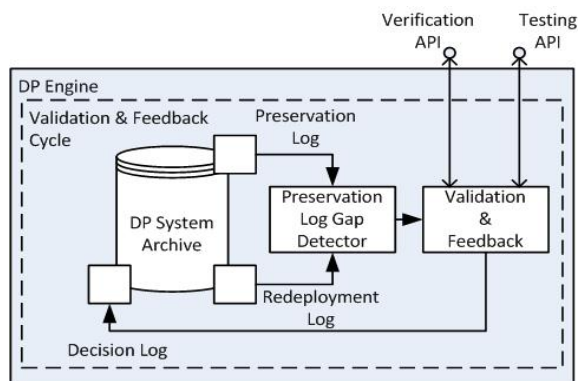 Verification
API
Testing
API
DP Engine
Validation & Feedback
Cycle
Preservation
Log
DP System
Archive
Preservation
Log Gap
Detector
Validation
&
Feedback
Redeployment
Log
Decision Log